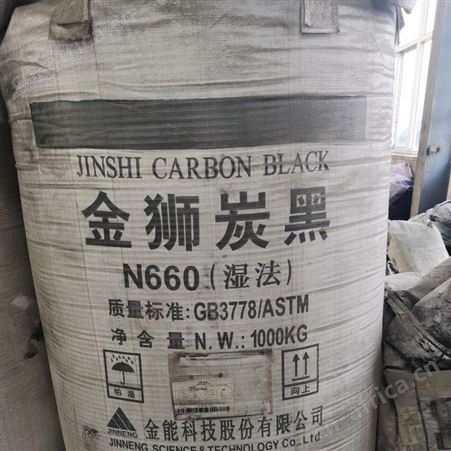 JINSHI CARBON BLACK
金狮炭黑
N660(湿法)
质量标准:GB3778/ASTM
净含量 N.W.:1000KG
怕湿
向上
金能科技股份有限公司
JINNENG
JINNENG SCIENCE & TECHNOLOGY Co., Ltd